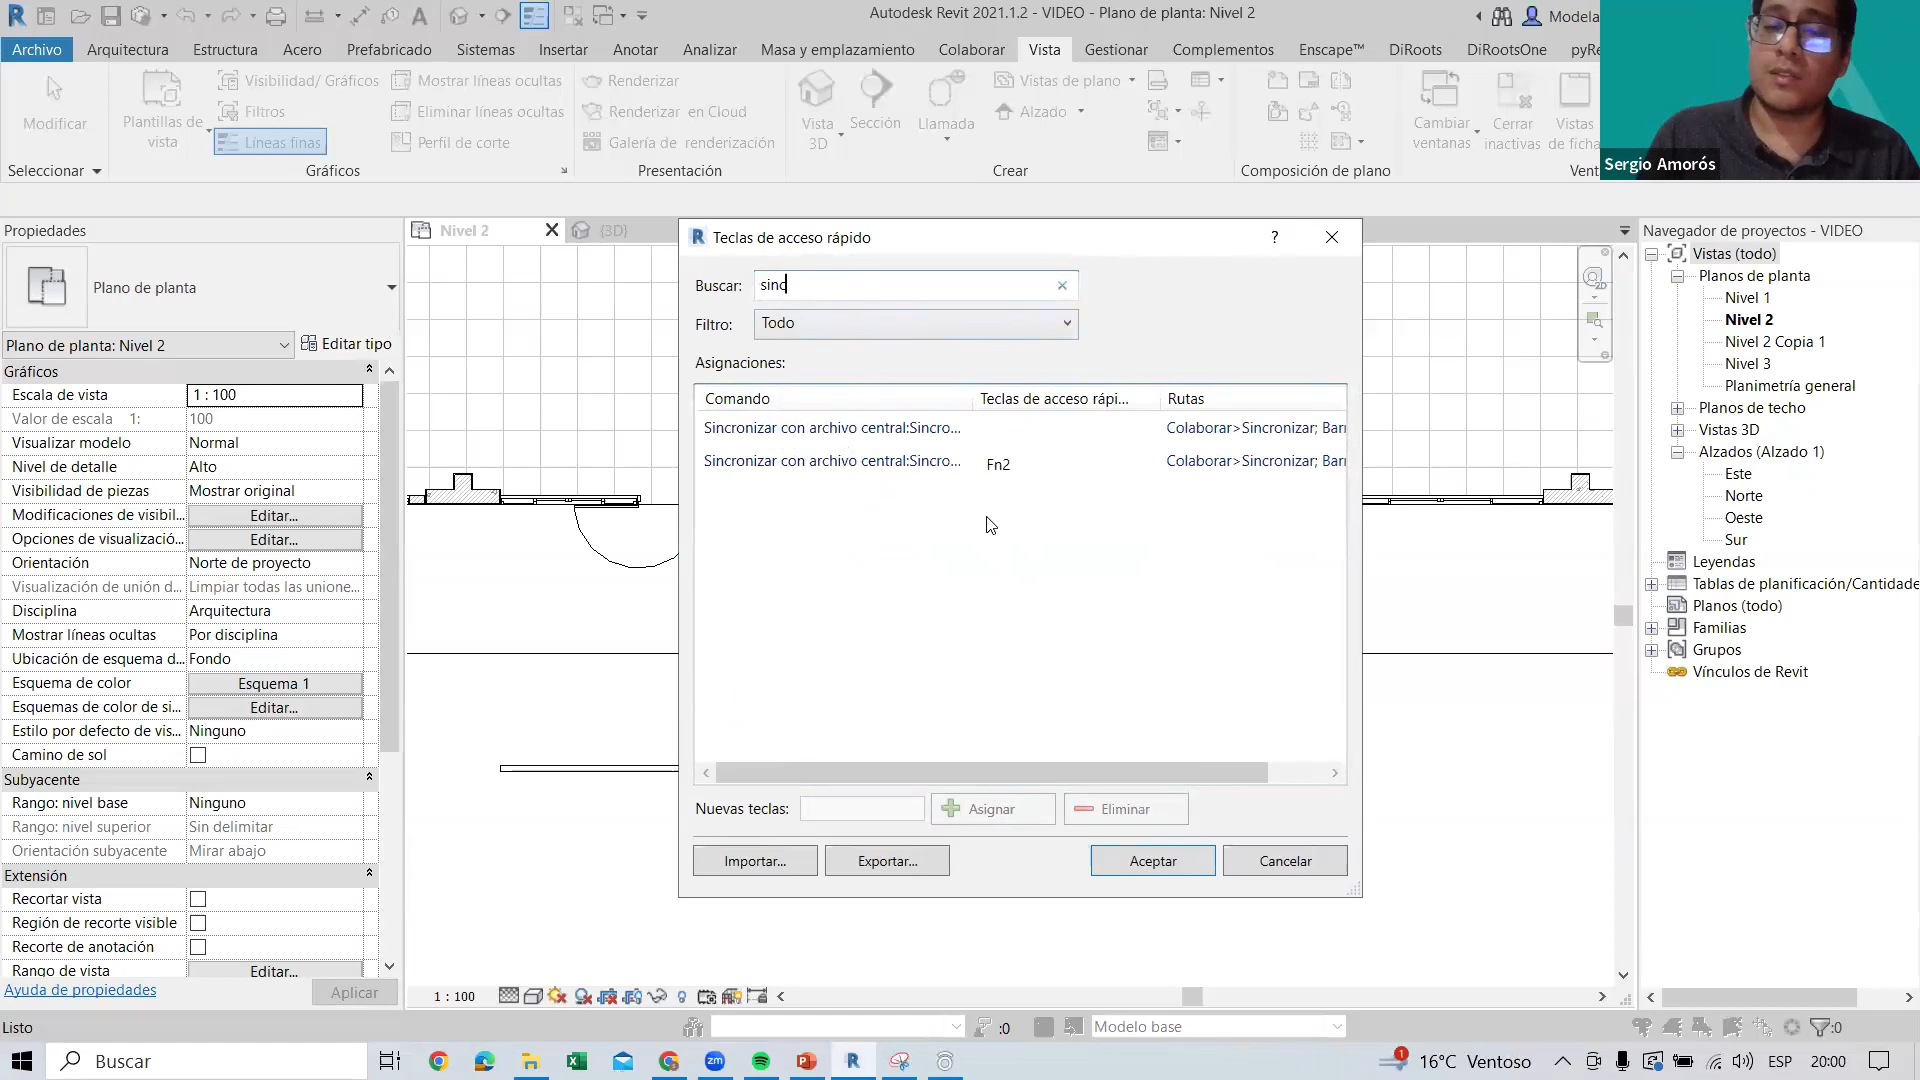 Autodesk Revit 2021.1.2 - VIDEO - Plano de planta: Nivel 2
Modela
Archivo Arquitectura Estructura Acero Prefabricado Sistemas Insertar Anotar Analizar Masa y emplazamiento Colaborar Vista Gestionar Complementos Enscape™ DiRoots DiRootsOne pyRe
Modificar
Plantillas de vista
Visibilidad/ Gráficos
Filtros
Líneas finas
Mostrar líneas ocultas
Eliminar líneas ocultas
Perfil de corte
Renderizar
Renderizar en Cloud
Galería de renderización
Vista 3D
Sección
Llamada
Vistas de plano
Alzado
Cambiar ventanas
Cerrar inactivas
Vistas de ficha
Seleccionar
Gráficos
Presentación
Crear
Composición de plano
Vent
Sergio Amorós
Propiedades
Plano de planta
Plano de planta: Nivel 2
Editar tipo
Gráficos
Escala de vista 1 : 100
Valor de escala 1: 100
Visualizar modelo Normal
Nivel de detalle Alto
Visibilidad de piezas Mostrar original
Modificaciones de visibil... Editar...
Opciones de visualizació... Editar...
Orientación Norte de proyecto
Visualización de unión d... Limpiar todas las unione...
Disciplina Arquitectura
Mostrar líneas ocultas Por disciplina
Ubicación de esquema d... Fondo
Esquema de color Esquema 1
Esquemas de color de si... Editar...
Estilo por defecto de vis... Ninguno
Camino de sol
Subyacente
Rango: nivel base Ninguno
Rango: nivel superior Sin delimitar
Orientación subyacente Mirar abajo
Extensión
Recortar vista
Región de recorte visible
Recorte de anotación
Rango de vista Editar...
Ayuda de propiedades
Aplicar
Nivel 2
{3D}
Teclas de acceso rápido
?
Buscar: sinc
Filtro: Todo
Asignaciones:
Comando Teclas de acceso rápi... Rutas
Sincronizar con archivo central:Sincro... Colaborar>Sincronizar; Barr
Sincronizar con archivo central:Sincro... Fn2 Colaborar>Sincronizar; Barr
Nuevas teclas:
Asignar
Eliminar
Importar...
Exportar...
Aceptar
Cancelar
2D
Navegador de proyectos - VIDEO
Vistas (todo)
Planos de planta
Nivel 1
Nivel 2
Nivel 2 Copia 1
Nivel 3
Planimetría general
Planos de techo
Vistas 3D
Alzados (Alzado 1)
Este
Norte
Oeste
Sur
Leyendas
Tablas de planificación/Cantidade
Planos (todo)
Familias
Grupos
Vínculos de Revit
1 : 100
Listo
:0
Modelo base
:0
Buscar
1
16°C Ventoso
ESP
20:00